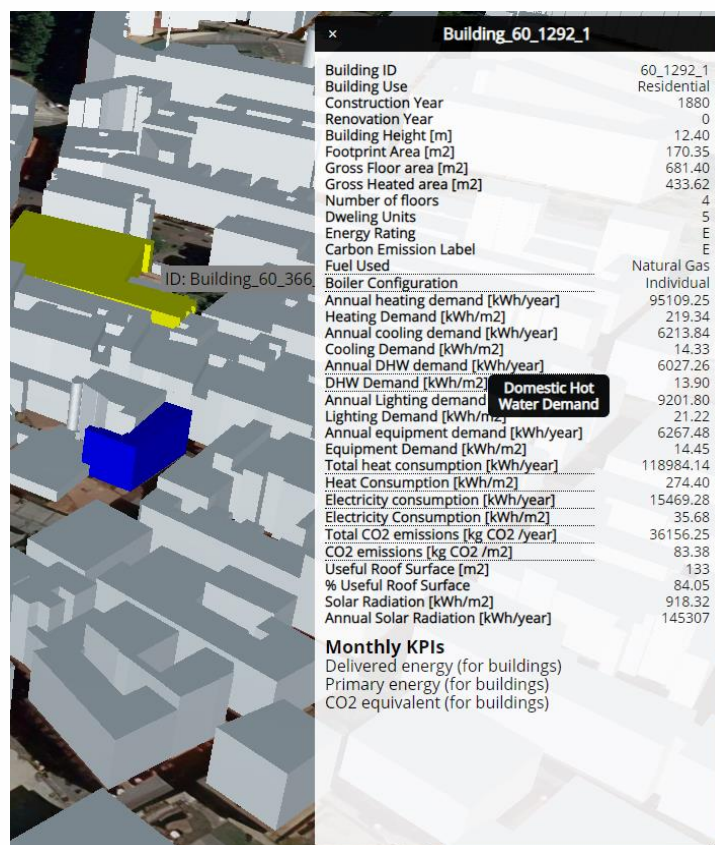 × Building_60_1292_1
Building ID 60_1292_1
Building Use Residential
Construction Year 1880
Renovation Year 0
Building Height [m] 12.40
Footprint Area [m2] 170.35
Gross Floor area [m2] 681.40
Gross Heated area [m2] 433.62
Number of floors 4
Dweling Units 5
Energy Rating E
Carbon Emission Label E
Fuel Used Natural Gas
ID: Building_60_366_
Boiler Configuration Individual
Annual heating demand [kWh/year] 95109.25
Heating Demand [kWh/m2] 219.34
Annual cooling demand [kWh/year] 6213.84
Cooling Demand [kWh/m2] 14.33
Annual DHW demand [kWh/year] 6027.26
DHW Demand [kWh/m2] 13.90
Domestic Hot
Water Demand
Annual Lighting demand 9201.80
Lighting Demand [kWh/m2] 21.22
Annual equipment demand [kWh/year] 6267.48
Equipment Demand [kWh/m2] 14.45
Total heat consumption [kWh/year] 118984.14
Heat Consumption [kWh/m2] 274.40
Electricity consumption [kWh/year] 15469.28
Electricity Consumption [kWh/m2] 35.68
Total CO2 emissions [kg CO2 /year] 36156.25
CO2 emissions [kg CO2 /m2] 83.38
Useful Roof Surface [m2] 133
% Useful Roof Surface 84.05
Solar Radiation [kWh/m2] 918.32
Annual Solar Radiation [kWh/year] 145307
Monthly KPIs
Delivered energy (for buildings)
Primary energy (for buildings)
CO2 equivalent (for buildings)